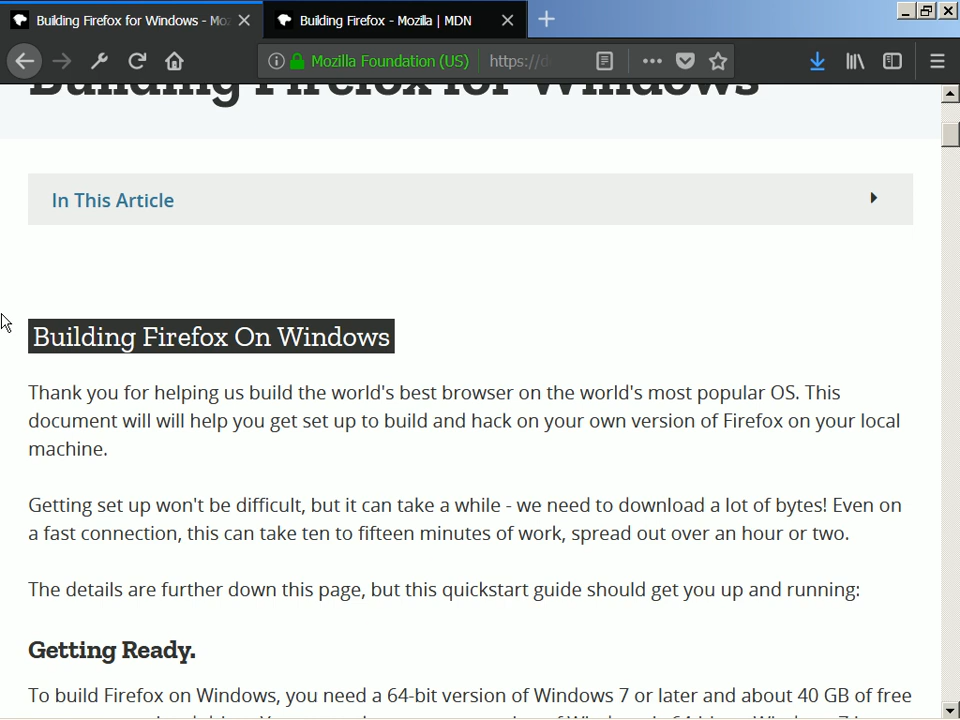 Building Firefox for Windows - Moz
Building Firefox - Mozilla | MDN
Mozilla Foundation (US)
https://d
Building Firefox for Windows
In This Article
Building Firefox On Windows
Thank you for helping us build the world's best browser on the world's most popular OS. This
document will will help you get set up to build and hack on your own version of Firefox on your local
machine.
Getting set up won't be difficult, but it can take a while - we need to download a lot of bytes! Even on
a fast connection, this can take ten to fifteen minutes of work, spread out over an hour or two.
The details are further down this page, but this quickstart guide should get you up and running:
Getting Ready.
To build Firefox on Windows, you need a 64-bit version of Windows 7 or later and about 40 GB of free